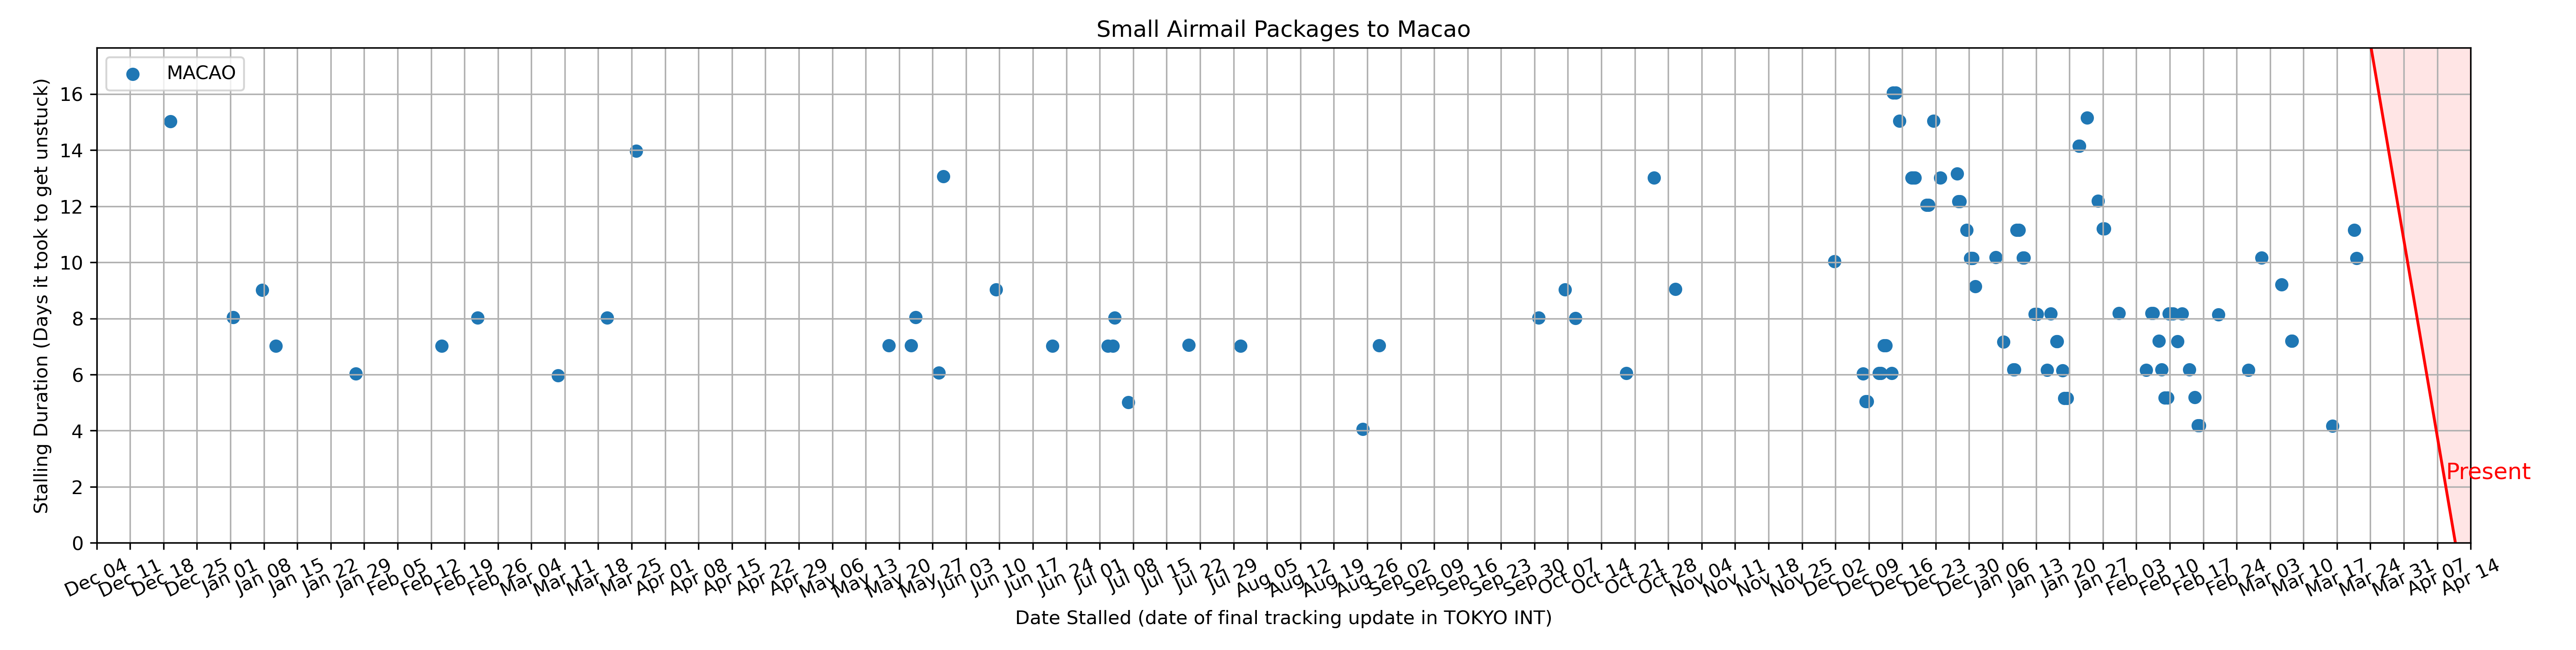 Small Airmail Packages to Macao
MACAO
Stalling Duration (Days it took to get unstuck)
16
14
12
10
8
6
4
2
0
Present
Dec 04 Dec 11 Dec 18 Dec 25 Jan 01 Jan 08 Jan 15 Jan 22 Jan 29 Feb 05 Feb 12 Feb 19 Feb 26 Mar 04 Mar 11 Mar 18 Mar 25 Apr 01 Apr 08 Apr 15 Apr 22 Apr 29 May 06 May 13 May 20 May 27 Jun 03 Jun 10 Jun 17 Jun 24 Jul 01 Jul 08 Jul 15 Jul 22 Jul 29 Aug 05 Aug 12 Aug 19 Aug 26 Sep 02 Sep 09 Sep 16 Sep 23 Sep 30 Oct 07 Oct 14 Oct 21 Oct 28 Nov 04 Nov 11 Nov 18 Nov 25 Dec 02 Dec 09 Dec 16 Dec 23 Dec 30 Jan 06 Jan 13 Jan 20 Jan 27 Feb 03 Feb 10 Feb 17 Feb 24 Mar 03 Mar 10 Mar 17 Mar 24 Mar 31 Apr 07 Apr 14
Date Stalled (date of final tracking update in TOKYO INT)